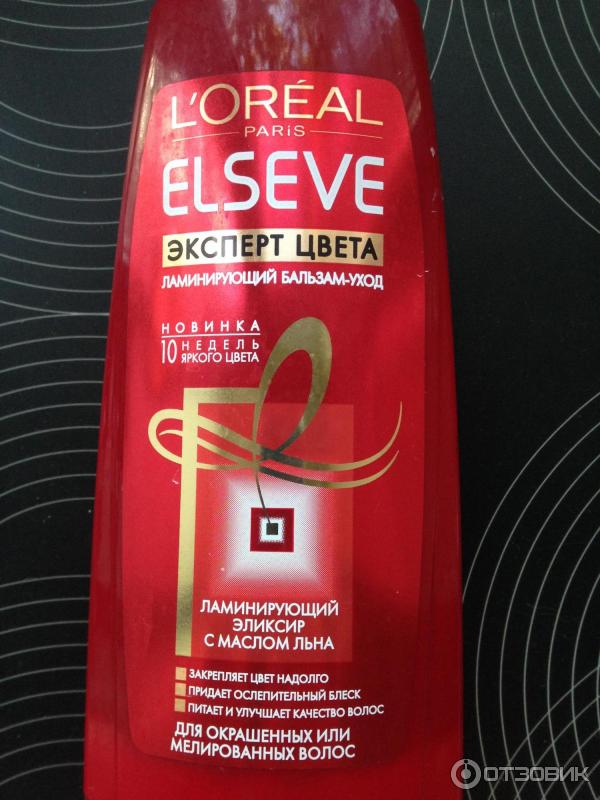 L'ORÉAL
PARIS
ELSEVE
ЭКСПЕРТ ЦВЕТА
ЛАМИНИРУЮЩИЙ БАЛЬЗАМ-УХОД
НОВИНКА
10 НЕДЕЛЬ
ЯРКОГО ЦВЕТА
ЛАМИНИРУЮЩИЙ
ЭЛИКСИР
С МАСЛОМ ЛЬНА
ЗАКРЕПЛЯЕТ ЦВЕТ НАДОЛГО
ПРИДАЕТ ОСЛЕПИТЕЛЬНЫЙ БЛЕСК
ПИТАЕТ И УЛУЧШАЕТ КАЧЕСТВО ВОЛОС
ДЛЯ ОКРАШЕННЫХ ИЛИ
МЕЛИРОВАННЫХ ВОЛОС
ОТЗОВИК